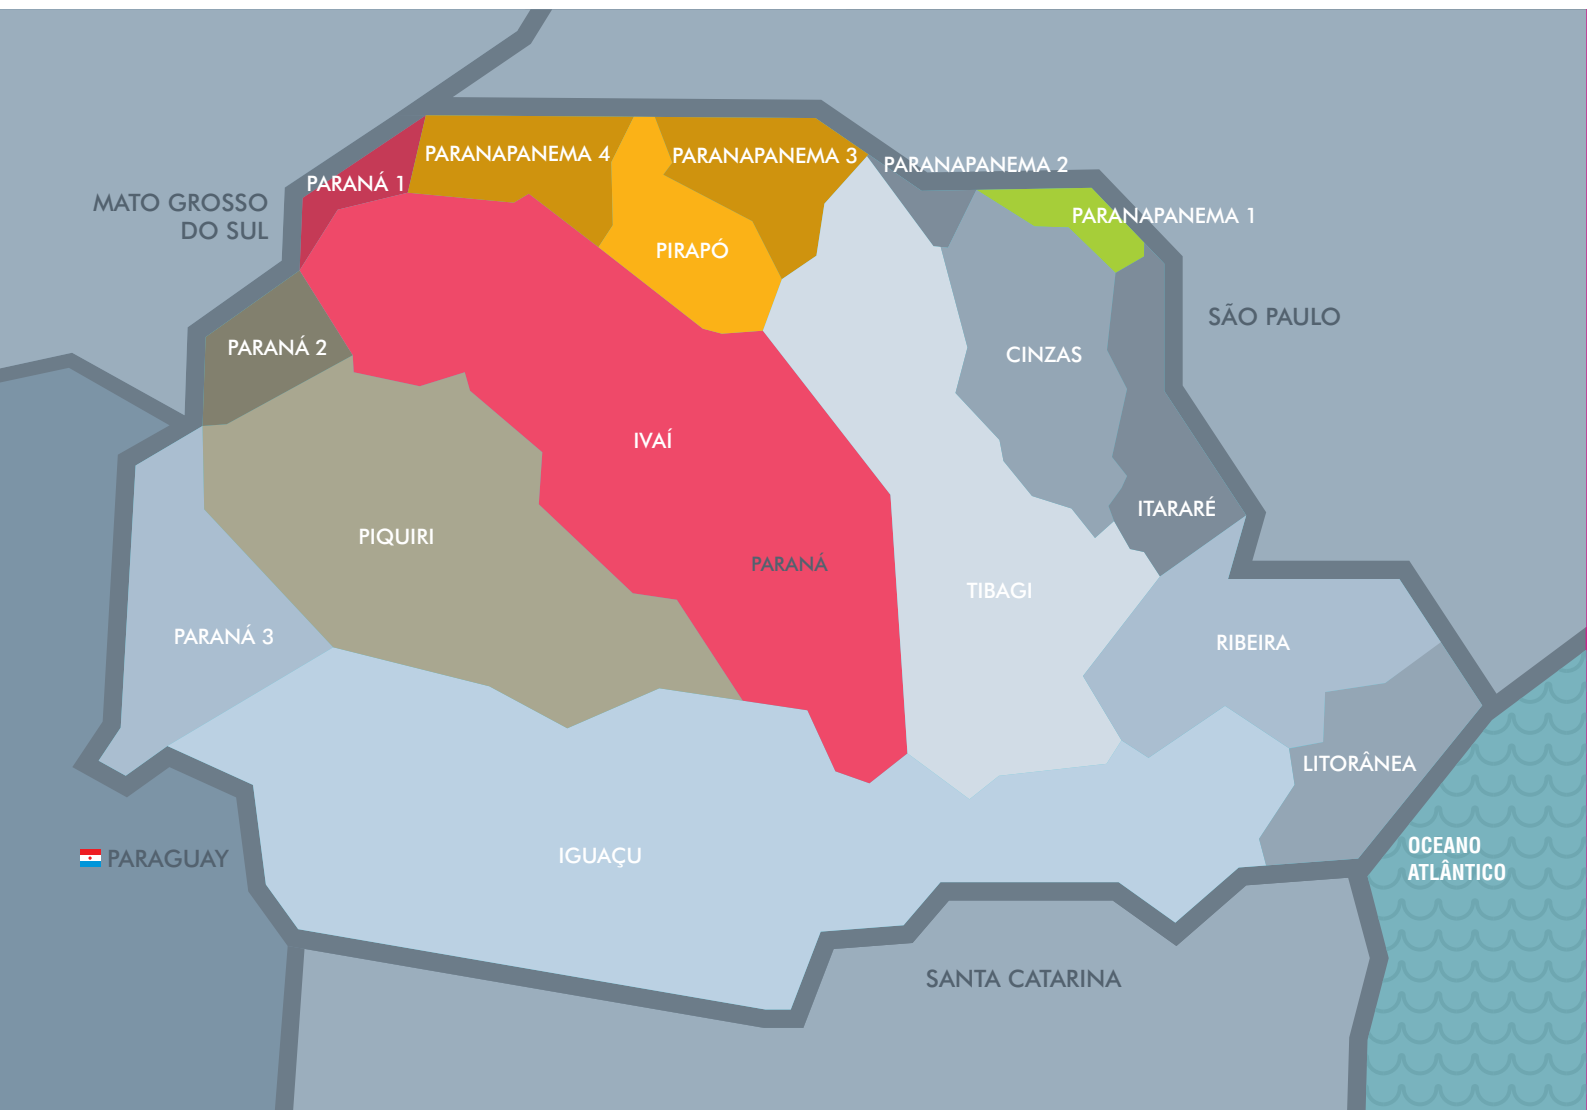 PARANAPANEMA 4
PARANAPANEMA 3
PARANAPANEMA 2
PARANÁ 1
MATO GROSSO
DO SUL
PARANAPANEMA 1
PIRAPÓ
SÃO PAULO
PARANÁ 2
CINZAS
IVAÍ
ITARARÉ
PIQUIRI
PARANÁ
TIBAGI
PARANÁ 3
RIBEIRA
LITORÂNEA
OCEANO
ATLÂNTICO
PARAGUAY
IGUAÇU
SANTA CATARINA